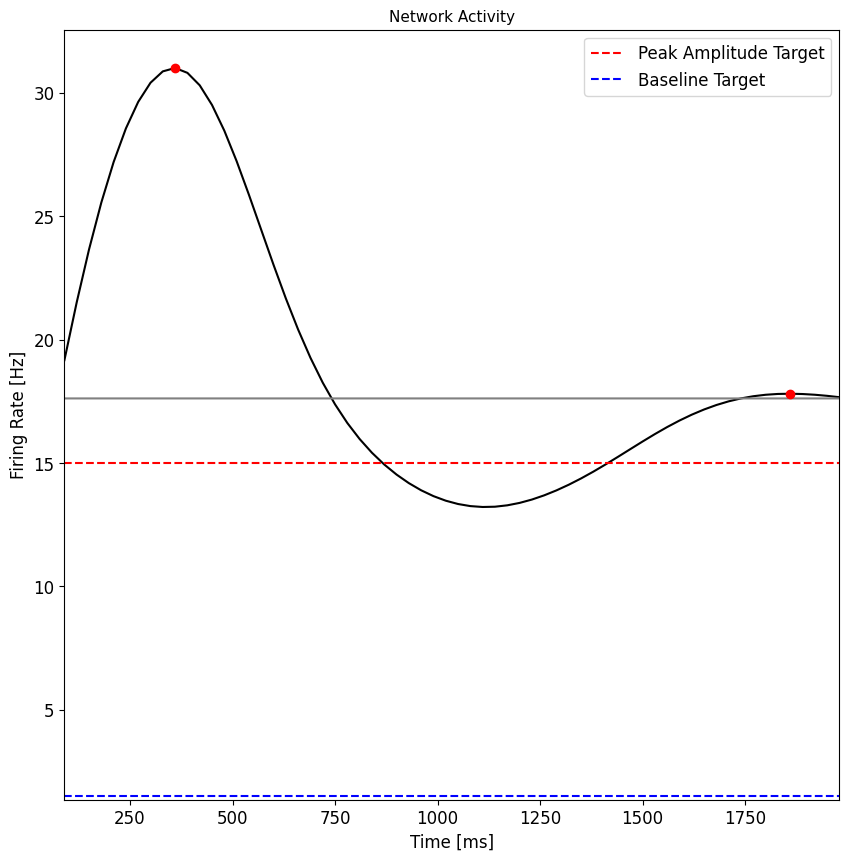 Network Activity
Peak Amplitude Target
Baseline Target
Firing Rate [Hz]
30
25
20
15
10
5
250 500 750 1000 1250 1500 1750
Time [ms]